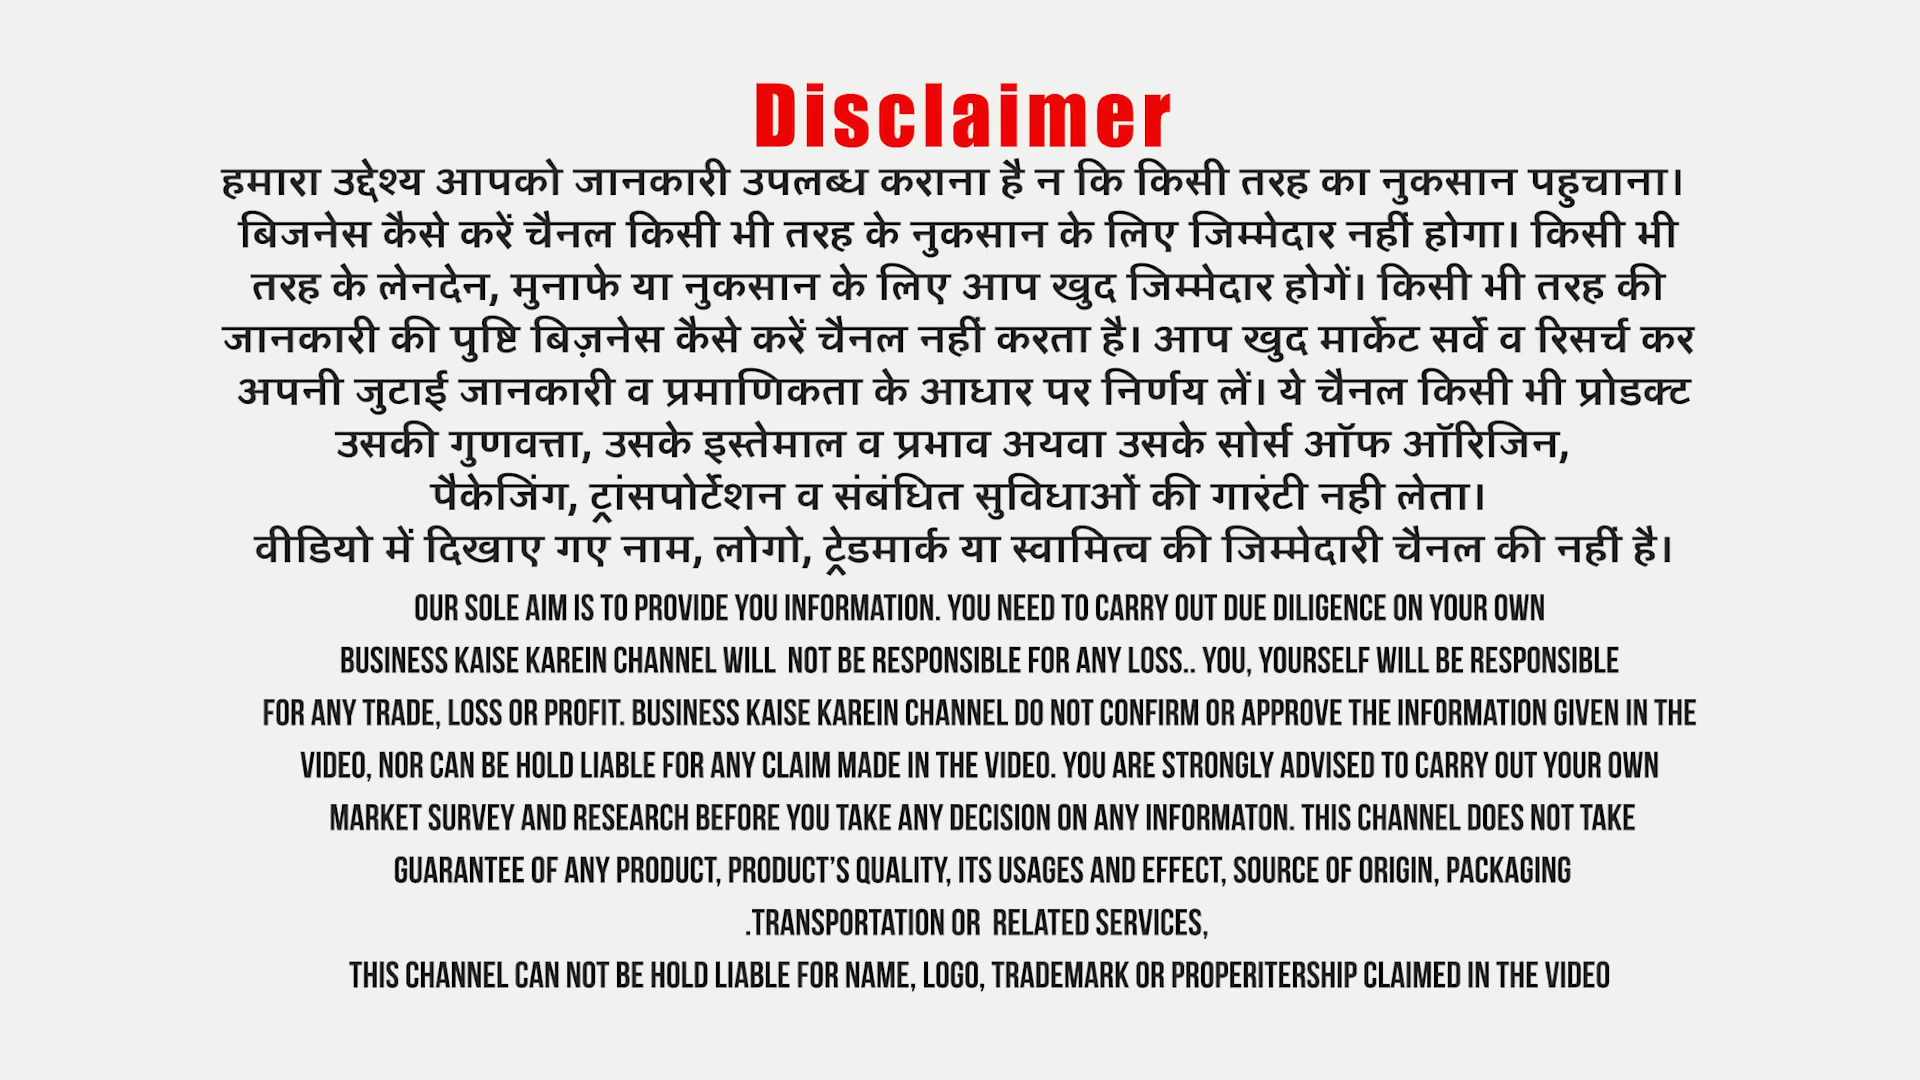 Disclaimer
हमारा उद्देश्य आपको जानकारी उपलब्ध कराना है न कि किसी तरह का नुकसान पहुचाना।
बिजनेस कैसे करें चैनल किसी भी तरह के नुकसान के लिए जिम्मेदार नहीं होगा। किसी भी
तरह के लेनदेन, मुनाफे या नुकसान के लिए आप खुद जिम्मेदार होगें। किसी भी तरह की
जानकारी की पुष्टि बिज़नेस कैसे करें चैनल नहीं करता है। आप खुद मार्केट सर्वे व रिसर्च कर
अपनी जुटाई जानकारी व प्रमाणिकता के आधार पर निर्णय लें। ये चैनल किसी भी प्रोडक्ट
उसकी गुणवत्ता, उसके इस्तेमाल व प्रभाव अथवा उसके सोर्स ऑफ ऑरिजिन,
पैकेजिंग, ट्रांसपोर्टेशन व संबंधित सुविधाओं की गारंटी नही लेता।
वीडियो में दिखाए गए नाम, लोगो, ट्रेडमार्क या स्वामित्व की जिम्मेदारी चैनल की नहीं है।
OUR SOLE AIM IS TO PROVIDE YOU INFORMATION. YOU NEED TO CARRY OUT DUE DILIGENCE ON YOUR OWN
BUSINESS KAISE KAREIN CHANNEL WILL NOT BE RESPONSIBLE FOR ANY LOSS.. YOU, YOURSELF WILL BE RESPONSIBLE
FOR ANY TRADE, LOSS OR PROFIT. BUSINESS KAISE KAREIN CHANNEL DO NOT CONFIRM OR APPROVE THE INFORMATION GIVEN IN THE
VIDEO, NOR CAN BE HOLD LIABLE FOR ANY CLAIM MADE IN THE VIDEO. YOU ARE STRONGLY ADVISED TO CARRY OUT YOUR OWN
MARKET SURVEY AND RESEARCH BEFORE YOU TAKE ANY DECISION ON ANY INFORMATON. THIS CHANNEL DOES NOT TAKE
GUARANTEE OF ANY PRODUCT, PRODUCT'S QUALITY, ITS USAGES AND EFFECT, SOURCE OF ORIGIN, PACKAGING
.TRANSPORTATION OR RELATED SERVICES,
THIS CHANNEL CAN NOT BE HOLD LIABLE FOR NAME, LOGO, TRADEMARK OR PROPERITERSHIP CLAIMED IN THE VIDEO